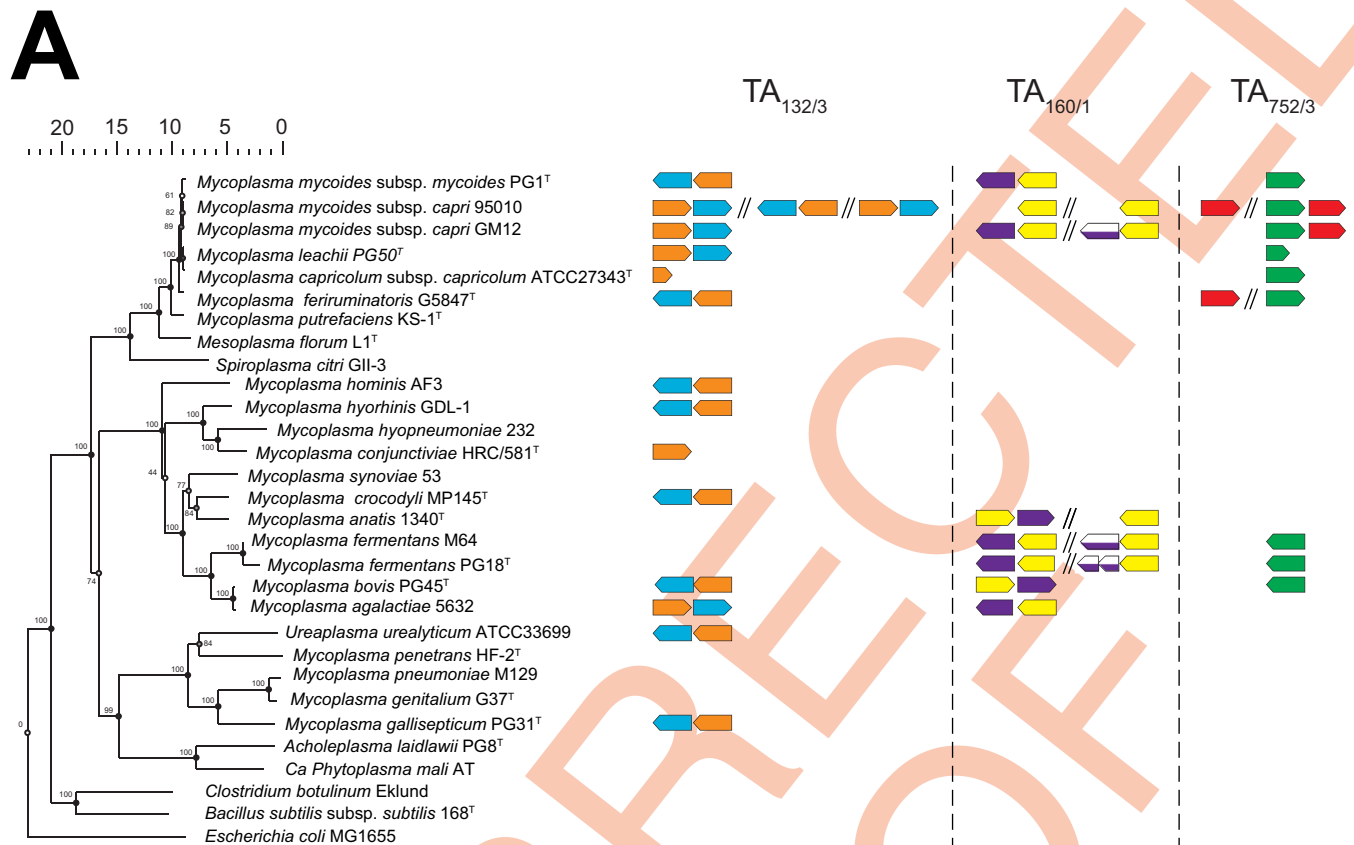 A
TA132/3
TA160/1
TA752/3
20 15 10 5 0
Mycoplasma mycoides subsp. mycoides PG1T
61
Mycoplasma mycoides subsp. capri 95010
82
Mycoplasma mycoides subsp. capri GM12
89
Mycoplasma leachii PG50T
100
Mycoplasma capricolum subsp. capricolum ATCC27343T
100
Mycoplasma feriruminatoris G5847T
100
Mycoplasma putrefaciens KS-1T
100
Mesoplasma florum L1T
Spiroplasma citri GII-3
Mycoplasma hominis AF3
Mycoplasma hyorhinis GDL-1
100
Mycoplasma hyopneumoniae 232
100
100
Mycoplasma conjunctiviae HRC/581T
100
44
Mycoplasma synoviae 53
77
Mycoplasma crocodyli MP145T
84
Mycoplasma anatis 1340T
100
Mycoplasma fermentans M64
100
Mycoplasma fermentans PG18T
100
74
Mycoplasma bovis PG45T
100
Mycoplasma agalactiae 5632
100
Ureaplasma urealyticum ATCC33699
84
Mycoplasma penetrans HF-2T
100
Mycoplasma pneumoniae M129
100
Mycoplasma genitalium G37T
100
99
Mycoplasma gallisepticum PG31T
0
Acholeplasma laidlawii PG8T
100
Ca Phytoplasma mali AT
Clostridium botulinum Eklund
100
Bacillus subtilis subsp. subtilis 168T
Escherichia coli MG1655